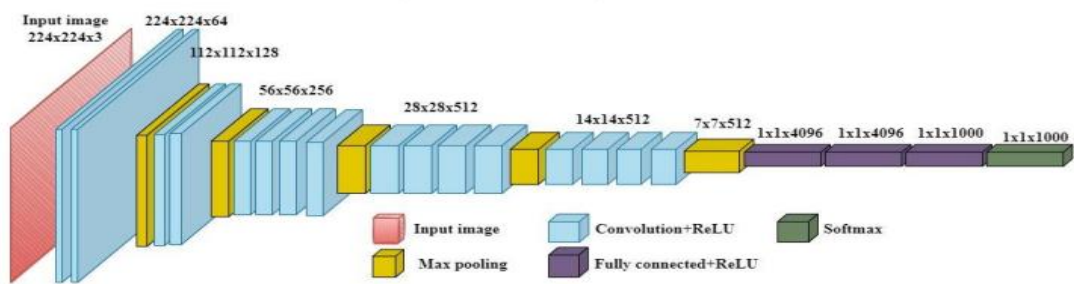 Input image
224x224x3
224x224x64
112x112x128
56x56x256
28x28x512
14x14x512
7x7x512
1x1x4096
1x1x4096
1x1x1000
1x1x1000
Input image
Convolution+ReLU
Softmax
Max pooling
Fully connected+ReLU